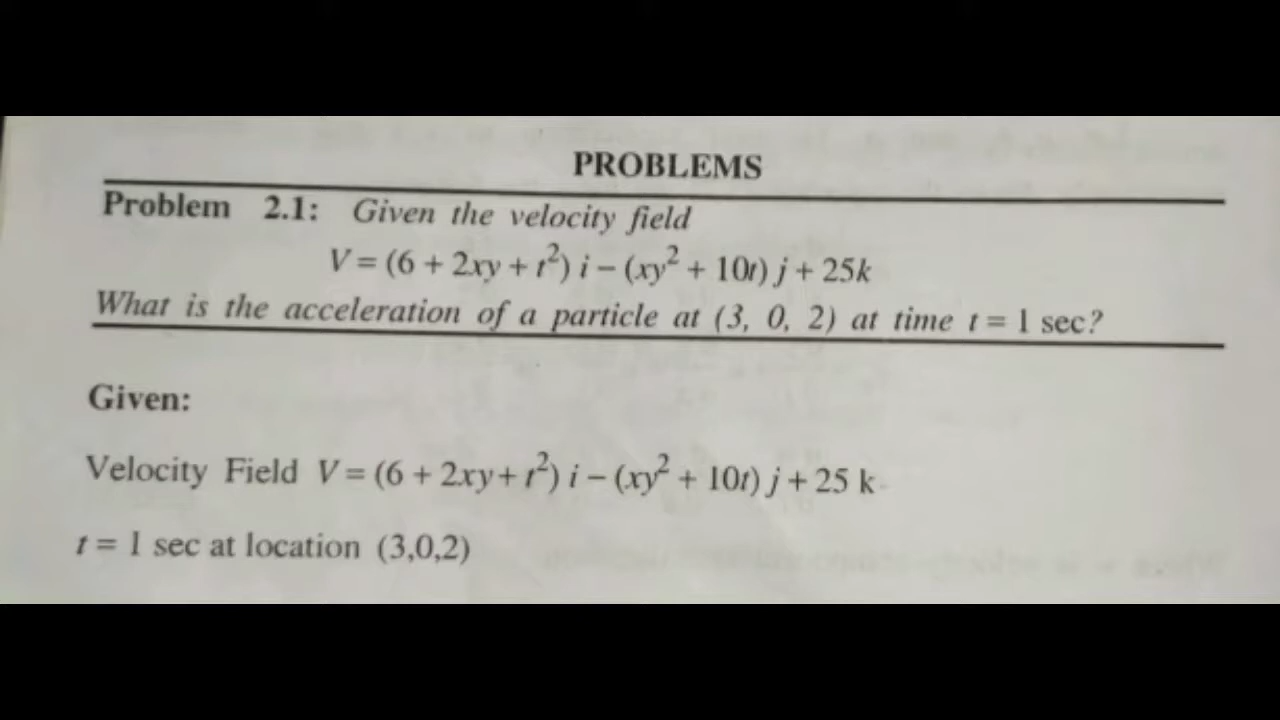 PROBLEMS
Problem 2.1: Given the velocity field
V = (6 + 2xy + t²) i − (xy² + 10t) j + 25k
What is the acceleration of a particle at (3, 0, 2) at time t = 1 sec?
Given:
Velocity Field V = (6 + 2xy + t²) i − (xy² + 10t) j + 25 k
t = 1 sec at location (3,0,2)